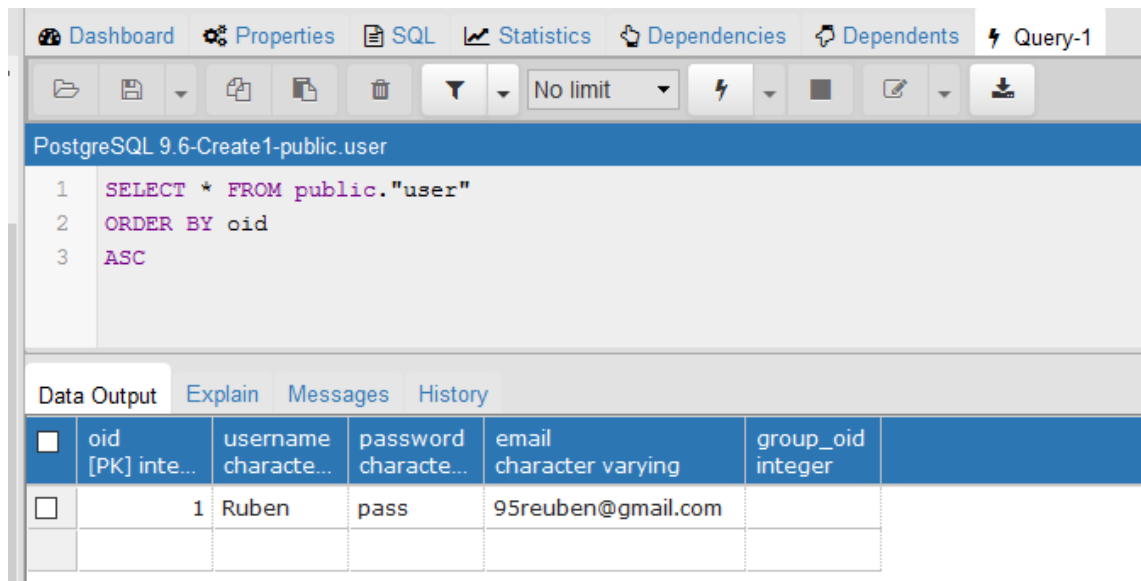 Dashboard Properties SQL Statistics Dependencies Dependents Query-1
No limit
PostgreSQL 9.6-Create1-public.user
1 SELECT * FROM public."user"
2 ORDER BY oid
3 ASC
Data Output Explain Messages History
oid username password email group_oid
[PK] inte... characte... characte... character varying integer
1 Ruben pass 95reuben@gmail.com